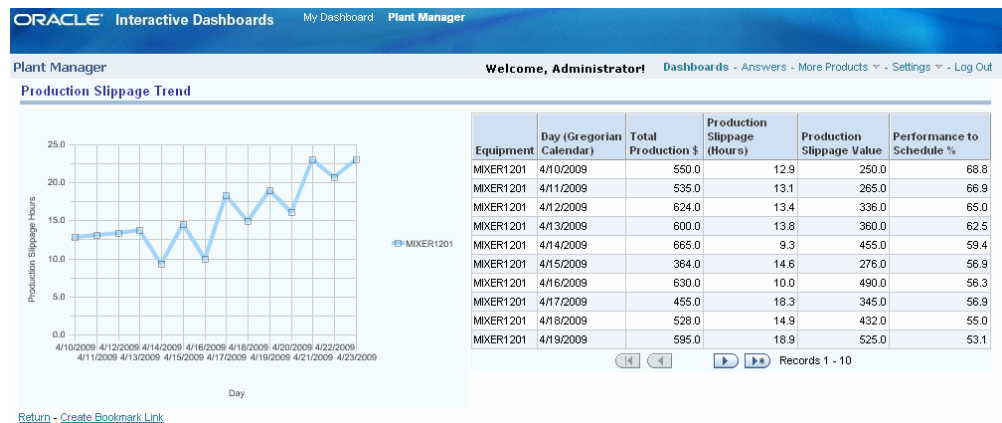 ORACLE Interactive Dashboards My Dashboard Plant Manager
Plant Manager
Welcome, Administrator! Dashboards - Answers - More Products - Settings - Log Out
Production Slippage Trend
25.0
20.0
15.0
10.0
5.0
0.0
Production Slippage Hours
4/10/2009 4/12/2009 4/14/2009 4/16/2009 4/18/2009 4/20/2009 4/22/2009
4/11/2009 4/13/2009 4/15/2009 4/17/2009 4/19/2009 4/21/2009 4/23/2009
Day
MIXER1201
Equipment Day (Gregorian Calendar) Total Production $ Production Slippage (Hours) Production Slippage Value Performance to Schedule %
MIXER1201 4/10/2009 550.0 12.9 250.0 68.8
MIXER1201 4/11/2009 535.0 13.1 265.0 66.9
MIXER1201 4/12/2009 624.0 13.4 336.0 65.0
MIXER1201 4/13/2009 600.0 13.8 360.0 62.5
MIXER1201 4/14/2009 665.0 9.3 455.0 59.4
MIXER1201 4/15/2009 364.0 14.6 276.0 56.9
MIXER1201 4/16/2009 630.0 10.0 490.0 56.3
MIXER1201 4/17/2009 455.0 18.3 345.0 56.9
MIXER1201 4/18/2009 528.0 14.9 432.0 55.0
MIXER1201 4/19/2009 595.0 18.9 525.0 53.1
Records 1 - 10
Return - Create Bookmark Link